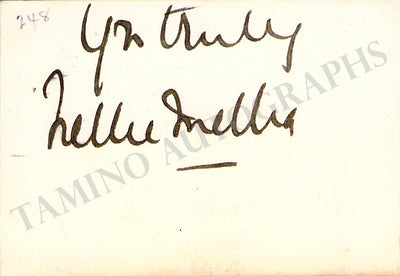 248
Yrs truly
Nellie Melba
TAMINO AUTOGRAPHS